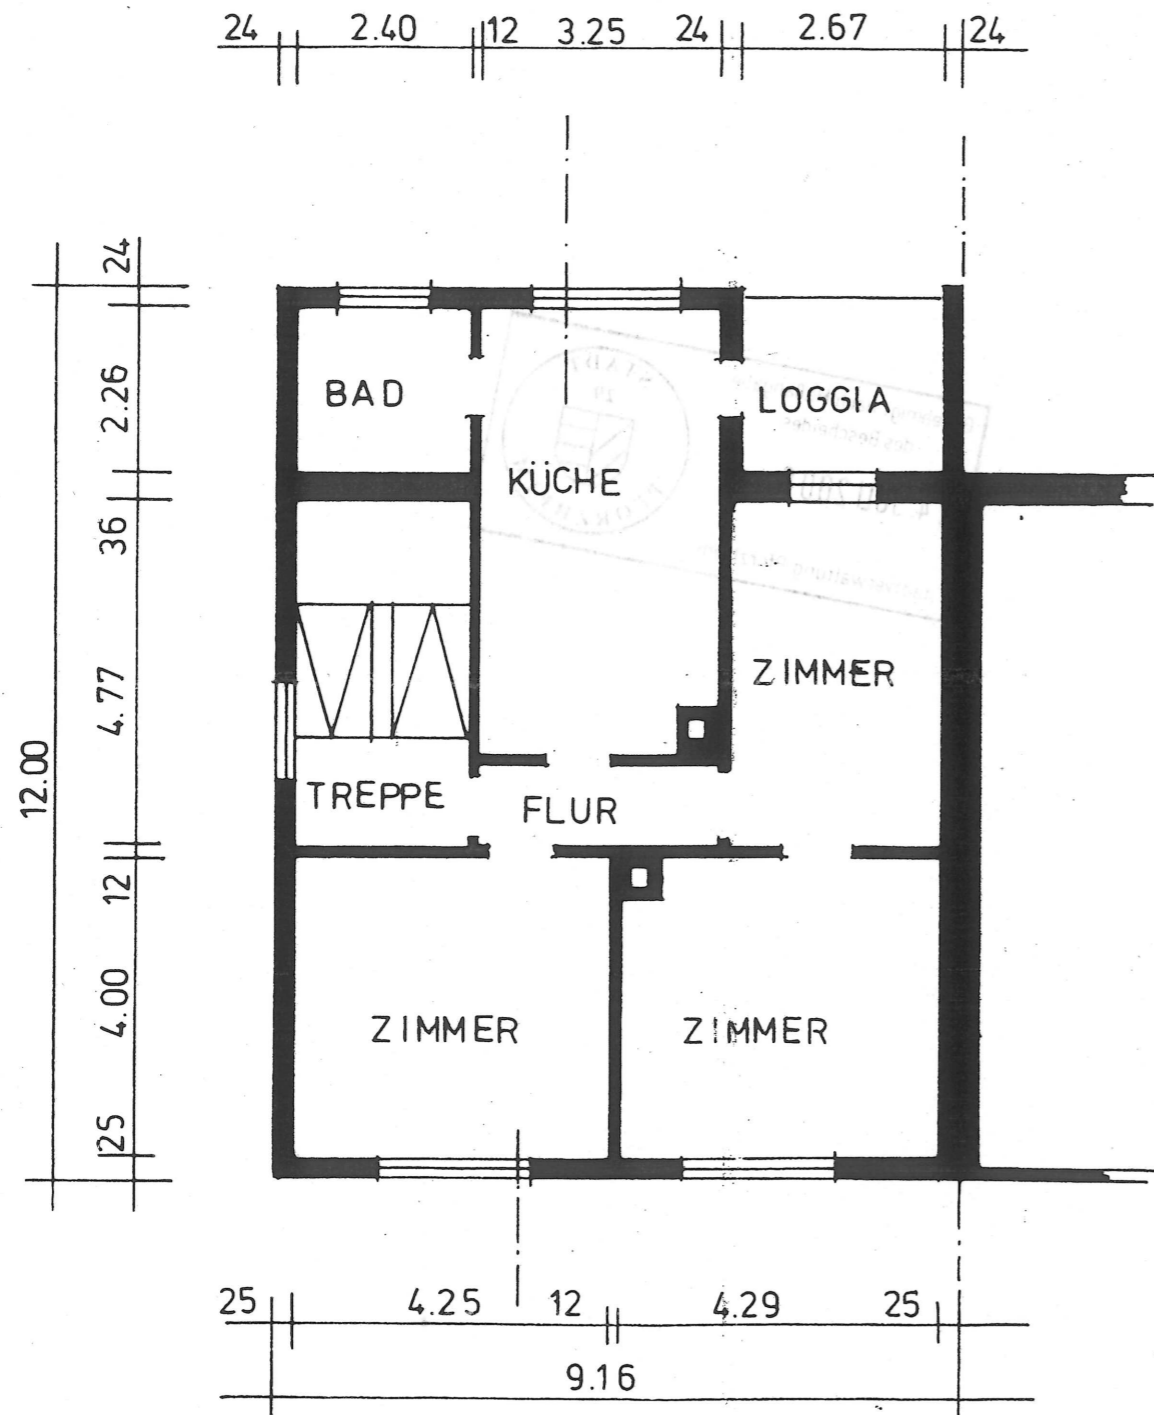 24 2.40 12 3.25 24 2.67 24
24
2.26
36
4.77
12
4.00
25
12.00
BAD
LOGGIA
KÜCHE
ZIMMER
TREPPE
FLUR
ZIMMER
ZIMMER
25 4.25 12 4.29 25
9.16